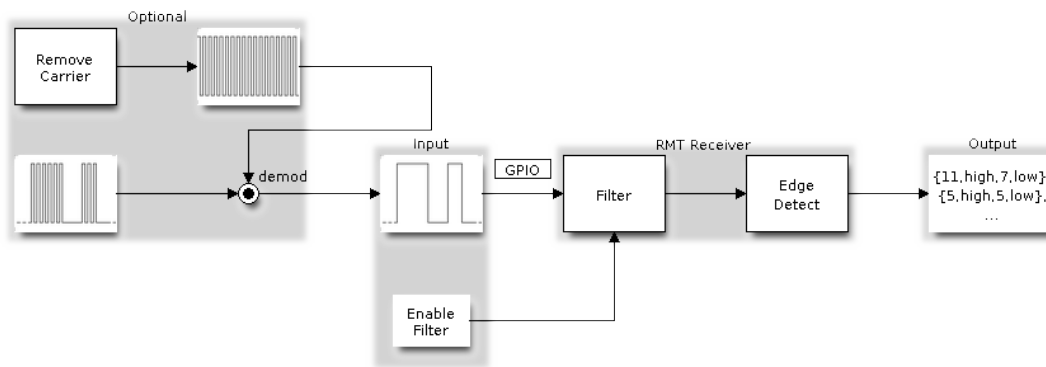 Optional
Remove
Carrier
demod
Input
GPIO
RMT Receiver
Filter
Edge
Detect
Output
{11,high,7,low}
{5,high,5,low},
...
Enable
Filter